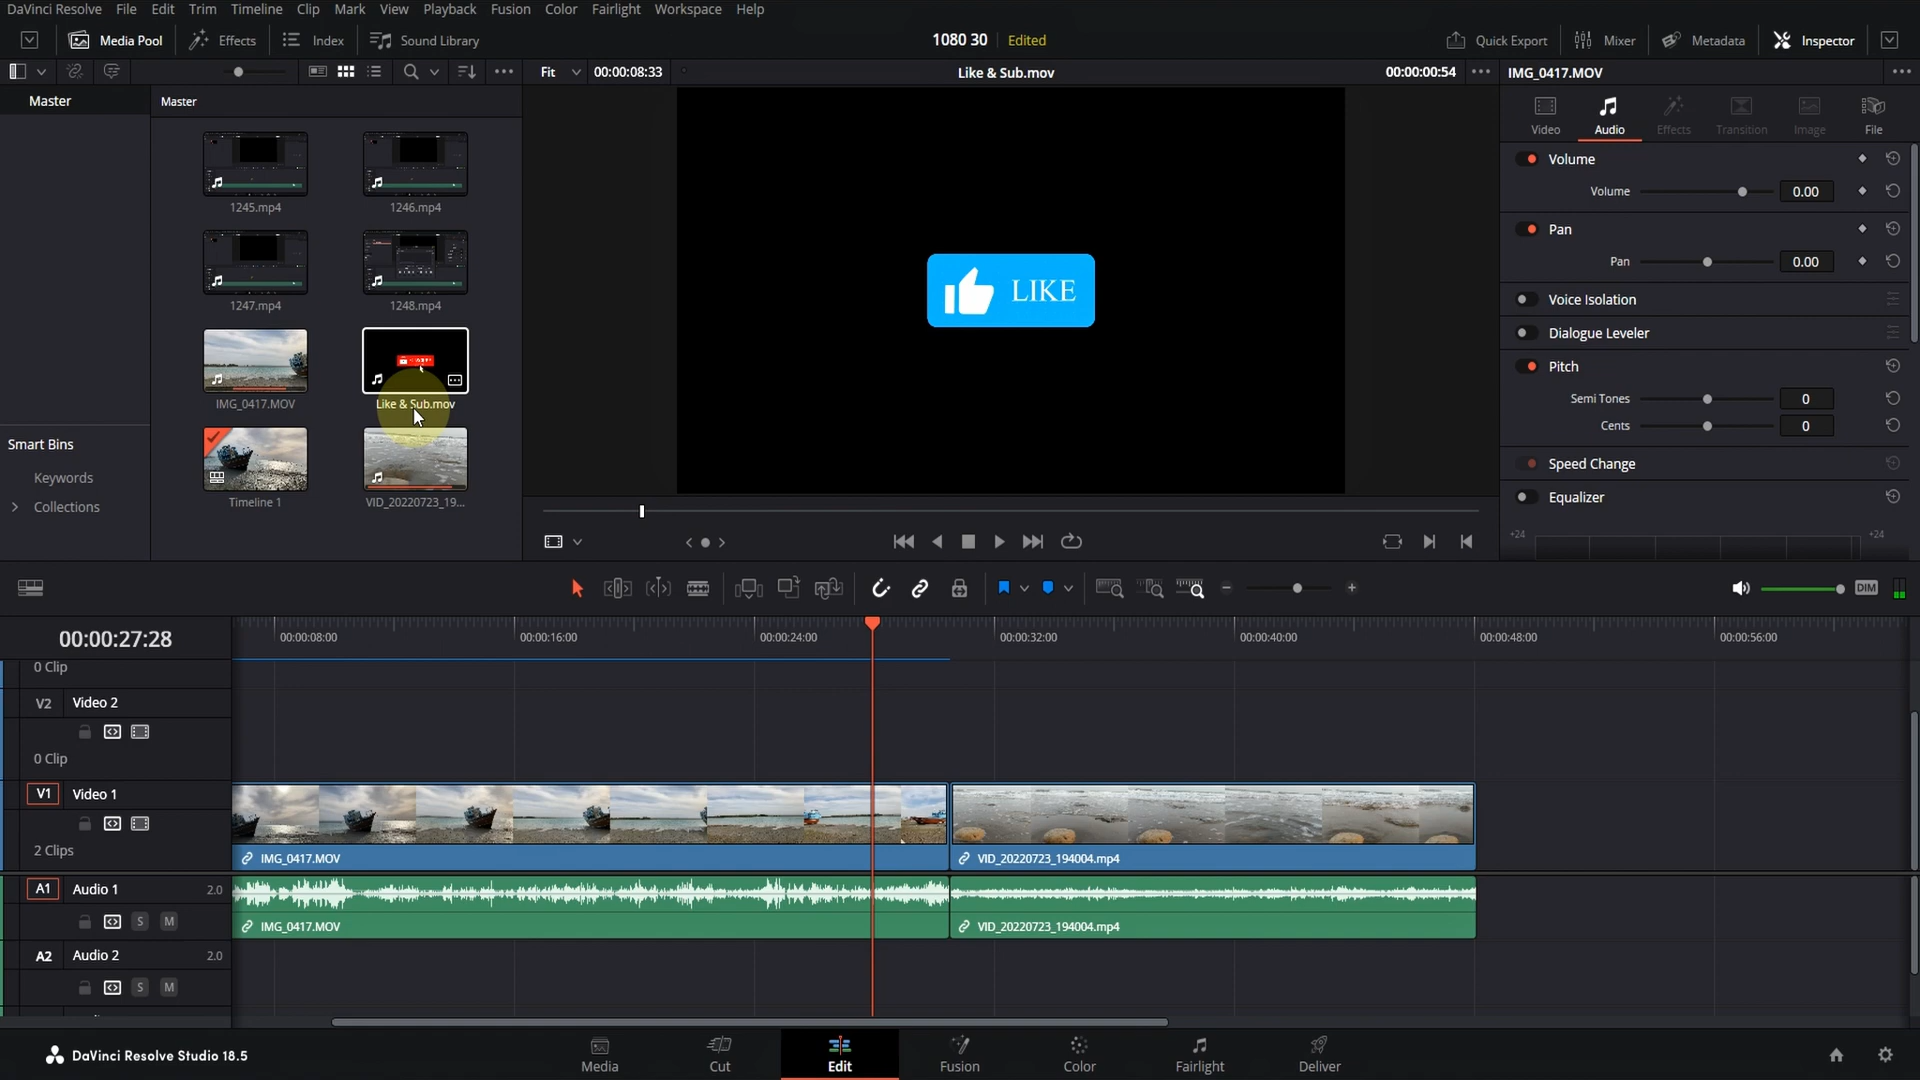 DaVinci Resolve File Edit Trim Timeline Clip Mark View Playback Fusion Color Fairlight Workspace Help
Media Pool Effects Index Sound Library 1080 30 Edited Quick Export Mixer Metadata Inspector
Fit 00:00:08:33 Like & Sub.mov 00:00:00:54 IMG_0417.MOV
Master Master
Video Audio Effects Transition Image File
1245.mp4 1246.mp4
1247.mp4 1248.mp4
IMG_0417.MOV Like & Sub.mov
Timeline 1 VID_20220723_19...
Smart Bins
Keywords
Collections
LIKE
Volume
Volume 0.00
Pan
Pan 0.00
Voice Isolation
Dialogue Leveler
Pitch
Semi Tones 0
Cents 0
Speed Change
Equalizer
+24 +24
DIM
00:00:27:28 00:00:08:00 00:00:16:00 00:00:24:00 00:00:32:00 00:00:40:00 00:00:48:00 00:00:56:00
0 Clip
V2 Video 2
0 Clip
V1 Video 1
2 Clips
IMG_0417.MOV VID_20220723_194004.mp4
A1 Audio 1 2.0
S M
IMG_0417.MOV VID_20220723_194004.mp4
A2 Audio 2 2.0
S M
DaVinci Resolve Studio 18.5 Media Cut Edit Fusion Color Fairlight Deliver